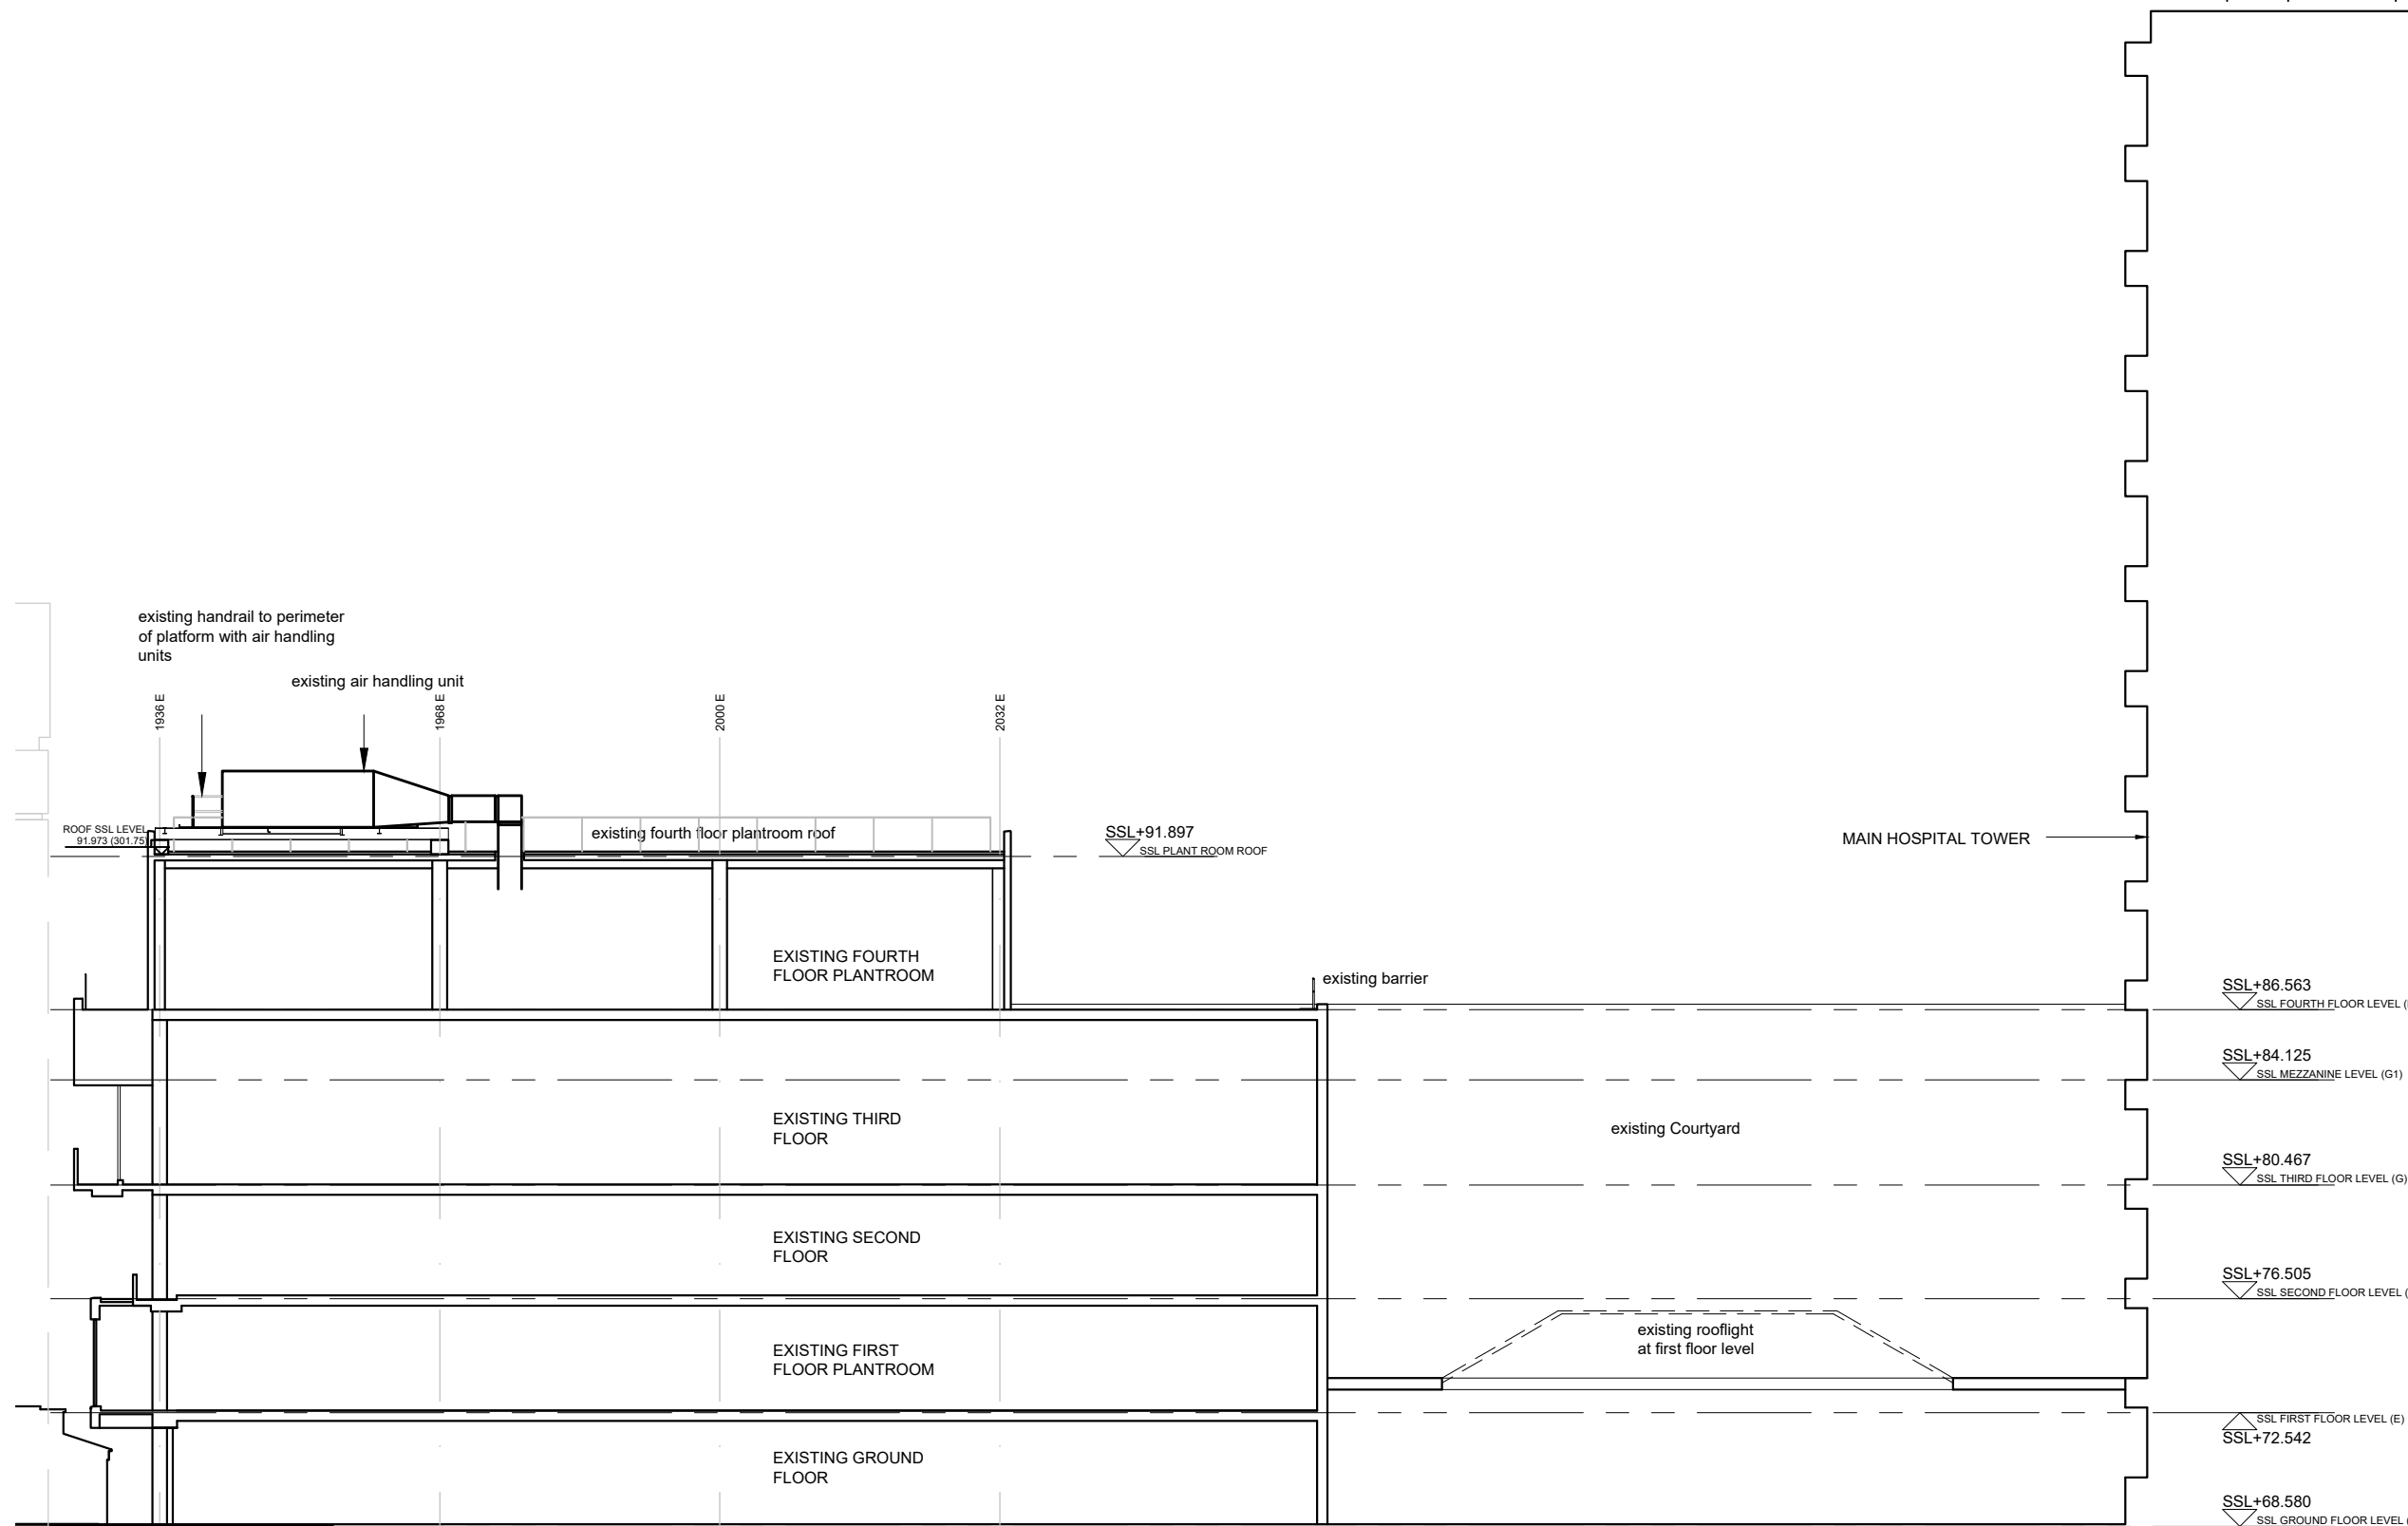 existing handrail to perimeter
of platform with air handling
units
existing air handling unit
1936 E
1968 E
2000 E
2032 E
ROOF SSL LEVEL
91.973 (301.75)
existing fourth floor plantroom roof
SSL+91.897
SSL PLANT ROOM ROOF
MAIN HOSPITAL TOWER
EXISTING FOURTH
FLOOR PLANTROOM
existing barrier
SSL+86.563
SSL FOURTH FLOOR LEVEL (
SSL+84.125
SSL MEZZANINE LEVEL (G1)
EXISTING THIRD
FLOOR
existing Courtyard
SSL+80.467
SSL THIRD FLOOR LEVEL (G)
EXISTING SECOND
FLOOR
SSL+76.505
SSL SECOND FLOOR LEVEL (
existing rooflight
at first floor level
EXISTING FIRST
FLOOR PLANTROOM
SSL FIRST FLOOR LEVEL (E)
SSL+72.542
EXISTING GROUND
FLOOR
SSL+68.580
SSL GROUND FLOOR LEVEL (